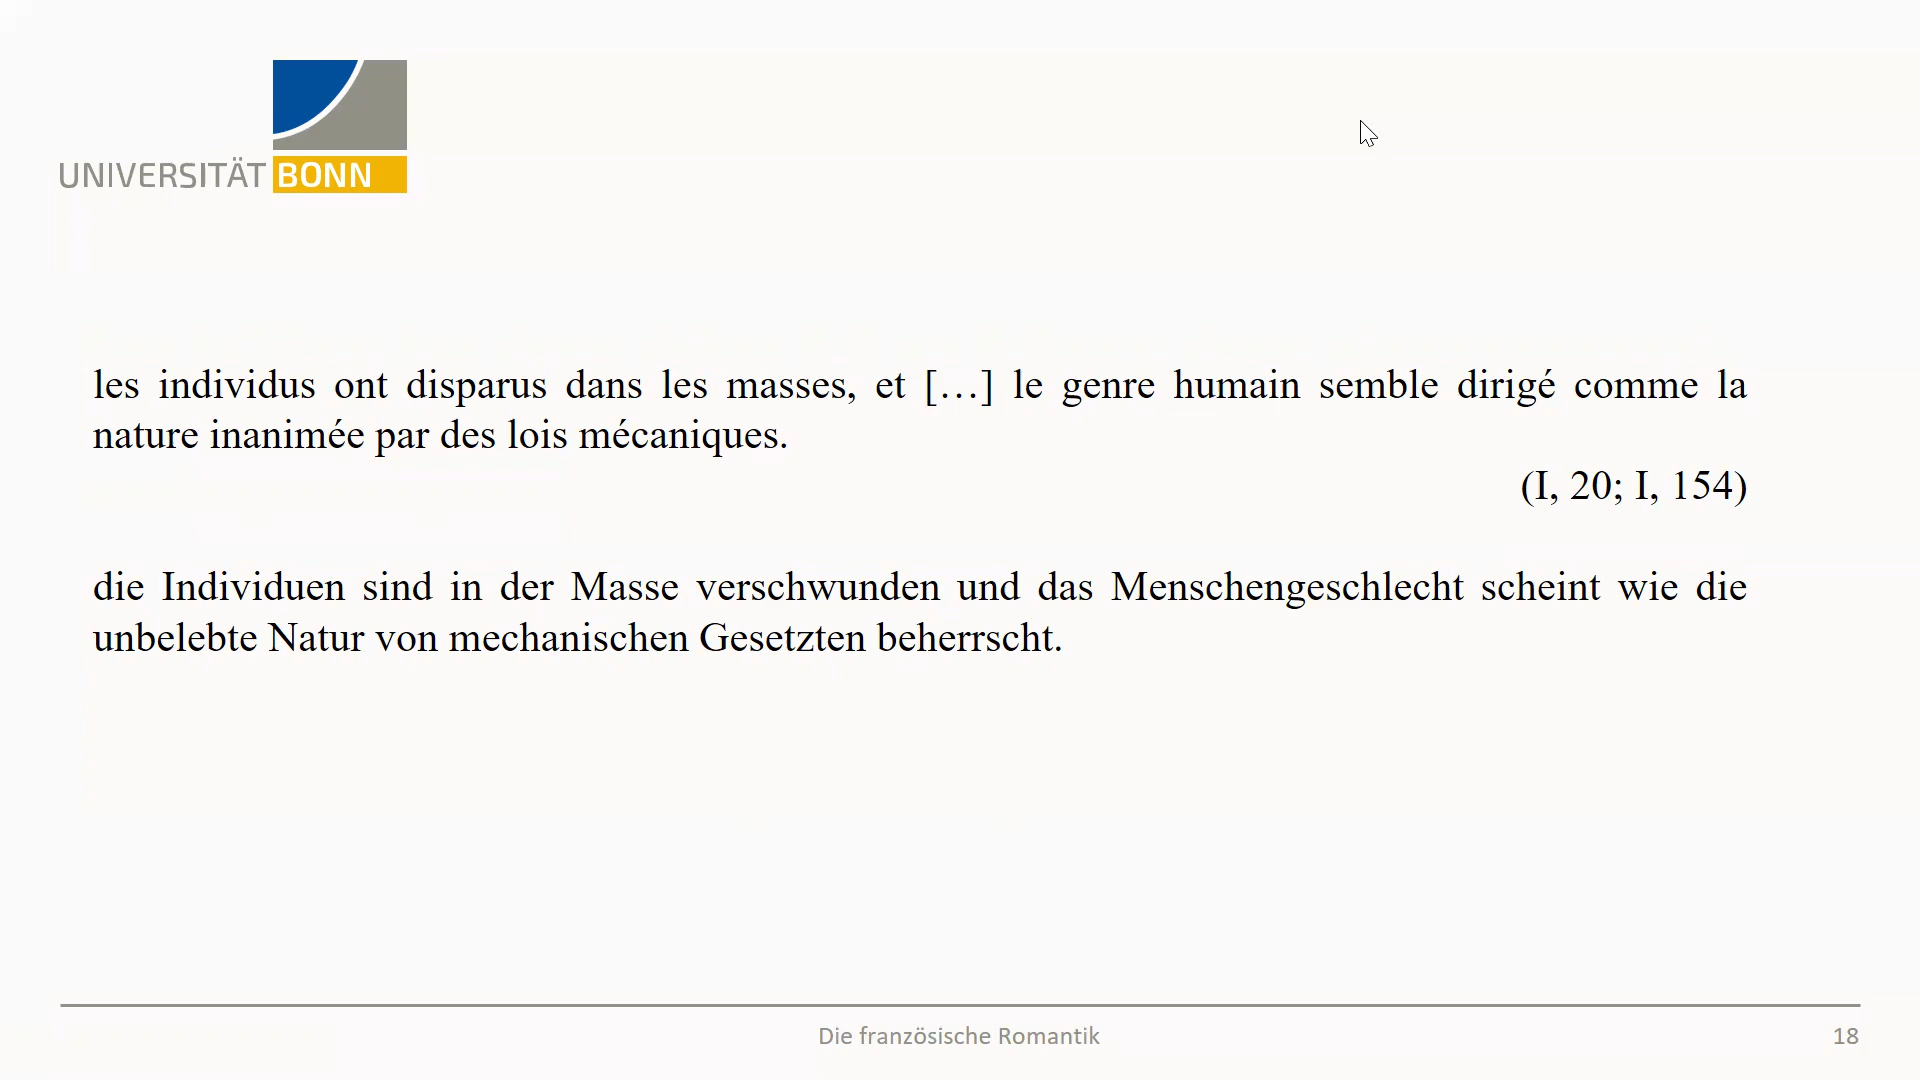 UNIVERSITÄT BONN
les individus ont disparus dans les masses, et […] le genre humain semble dirigé comme la
nature inanimée par des lois mécaniques.
(I, 20; I, 154)
die Individuen sind in der Masse verschwunden und das Menschengeschlecht scheint wie die
unbelebte Natur von mechanischen Gesetzten beherrscht.
Die französische Romantik
18